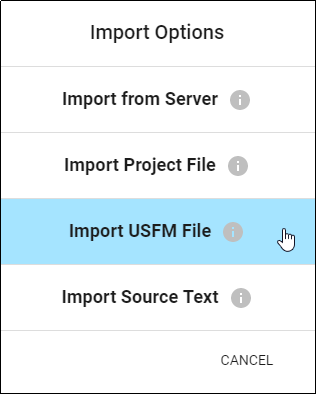 Import Options
Import from Server
Import Project File
Import USFM File
Import Source Text
CANCEL